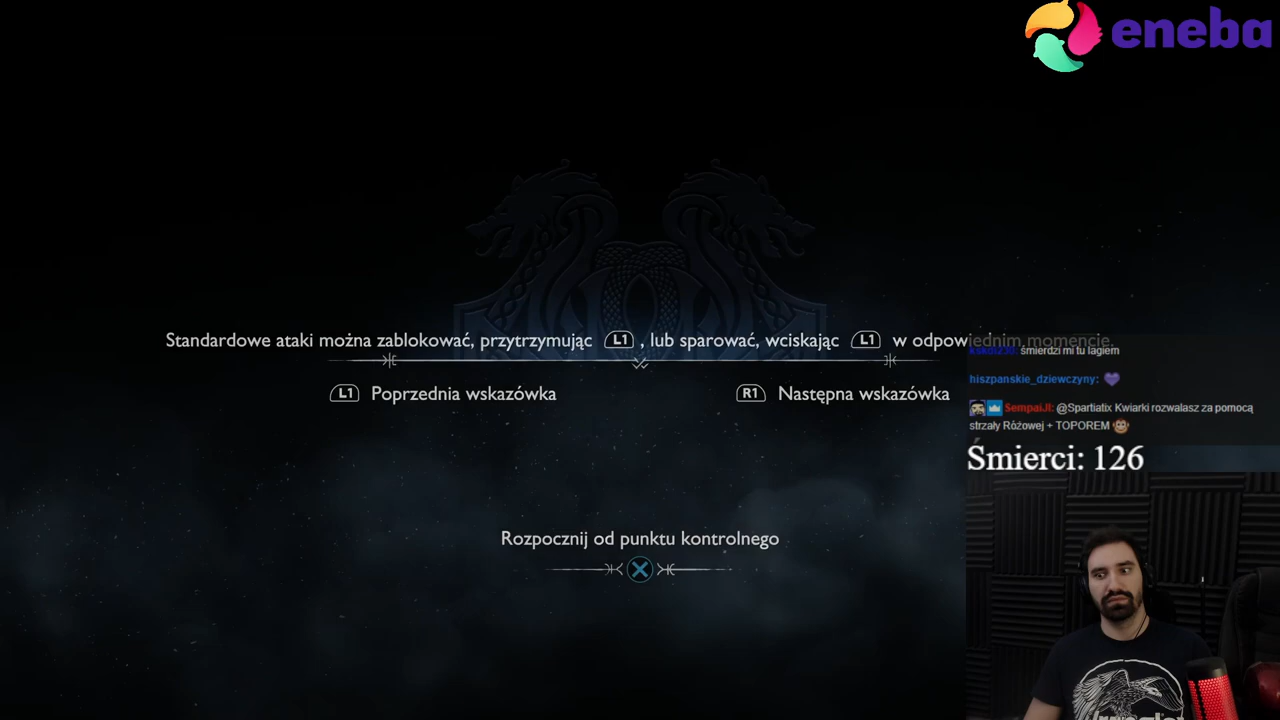 eneba
Standardowe ataki można zablokować, przytrzymując L1, lub sparować, wciskając L1 w odpowiednim momencie.
śmierdzi mi tu lagiem
L1 Poprzednia wskazówka
R1 Następna wskazówka
hiszpanskie_dziewczyny: 💜
SempaiJI: @Spartiatix Kwiarki rozwalasz za pomocą
strzały Różowej + TOPOREM 🐵
Śmierci: 126
Rozpocznij od punktu kontrolnego